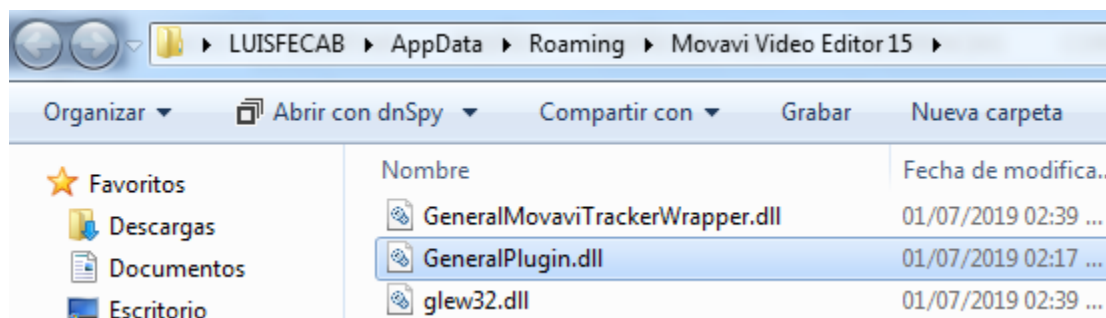 LUISFECAB AppData Roaming Movavi Video Editor 15
Organizar Abrir con dnSpy Compartir con Grabar Nueva carpeta
Favoritos
Descargas
Documentos
Escritorio
Nombre Fecha de modifica...
GeneralMovaviTrackerWrapper.dll 01/07/2019 02:39 ...
GeneralPlugin.dll 01/07/2019 02:17 ...
glew32.dll 01/07/2019 02:39 ...